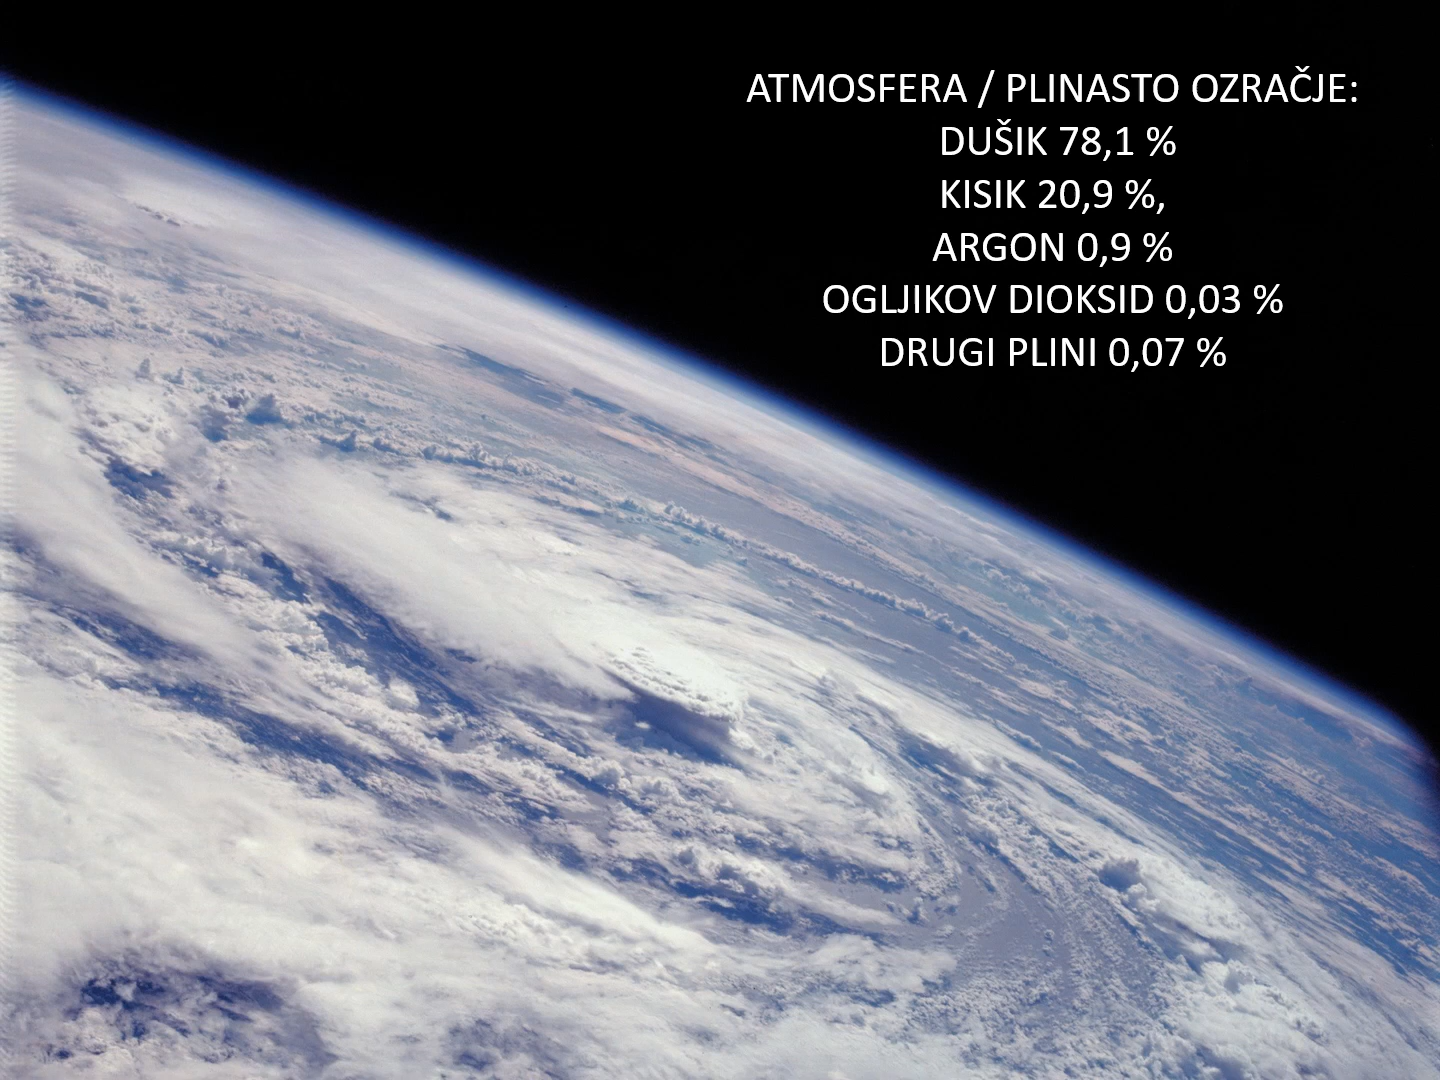 ATMOSFERA / PLINASTO OZRAČJE:
DUŠIK 78,1 %
KISIK 20,9 %,
ARGON 0,9 %
OGLJIKOV DIOKSID 0,03 %
DRUGI PLINI 0,07 %